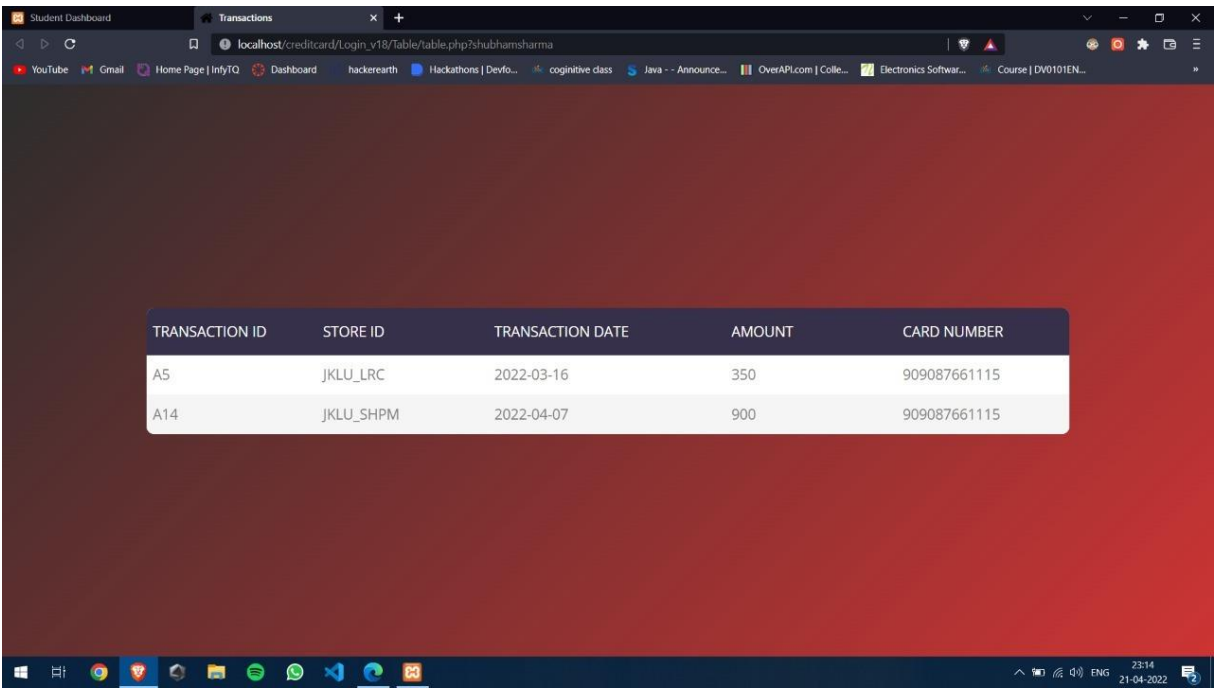 Student Dashboard
Transactions
localhost/creditcard/Login_v18/Table/table.php?shubhamsharma
YouTube Gmail Home Page | InfyTQ Dashboard hackerearth Hackathons | Devfo... coginitive class Java - - Announce... OverAPI.com | Colle... Electronics Softwar... Course | DV0101EN...
TRANSACTION ID STORE ID TRANSACTION DATE AMOUNT CARD NUMBER
A5 JKLU_LRC 2022-03-16 350 909087661115
A14 JKLU_SHPM 2022-04-07 900 909087661115
ENG
23:14
21-04-2022
2